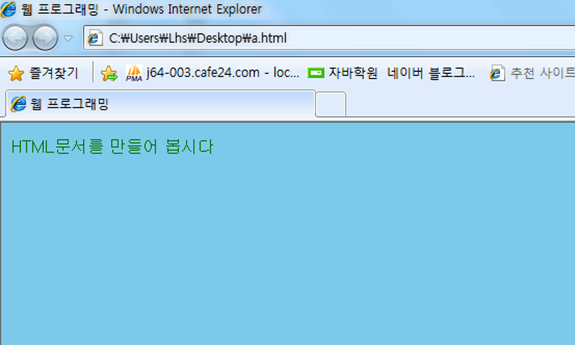 웹 프로그래밍 - Windows Internet Explorer
C:₩Users₩Lhs₩Desktop₩a.html
즐겨찾기 PMA j64-003.cafe24.com - loc... 자바학원 네이버 블로그... 추천 사이트
웹 프로그래밍
HTML문서를 만들어 봅시다